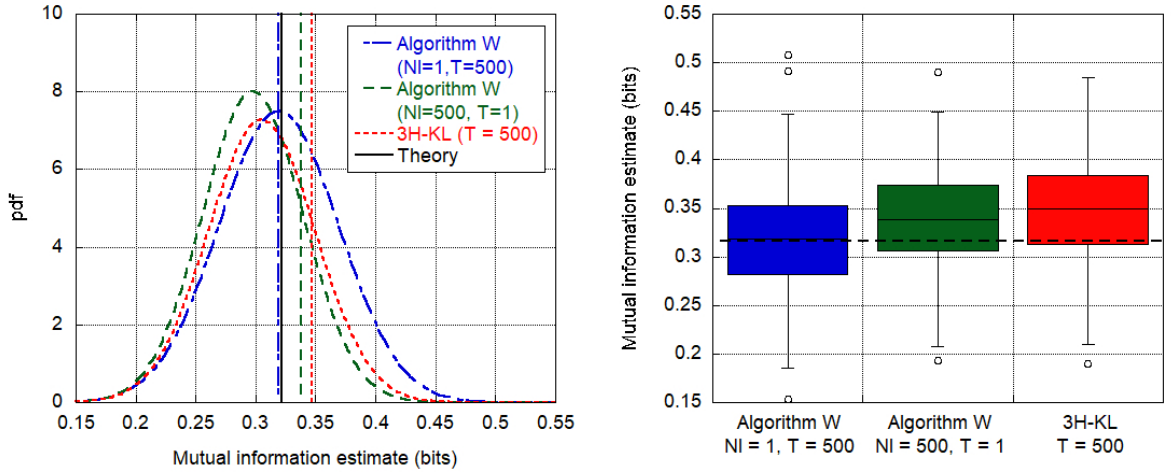 10
8
6
4
2
0
pdf
0.15
0.2
0.25
0.3
0.35
0.4
0.45
0.5
0.55
Mutual information estimate (bits)
Algorithm W
(NI=1,T=500)
Algorithm W
(NI=500, T=1)
3H-KL (T = 500)
Theory
0.55
0.5
0.45
0.4
0.35
0.3
0.25
0.2
0.15
Mutual information estimate (bits)
Algorithm W
NI = 1, T = 500
Algorithm W
NI = 500, T = 1
3H-KL
T = 500